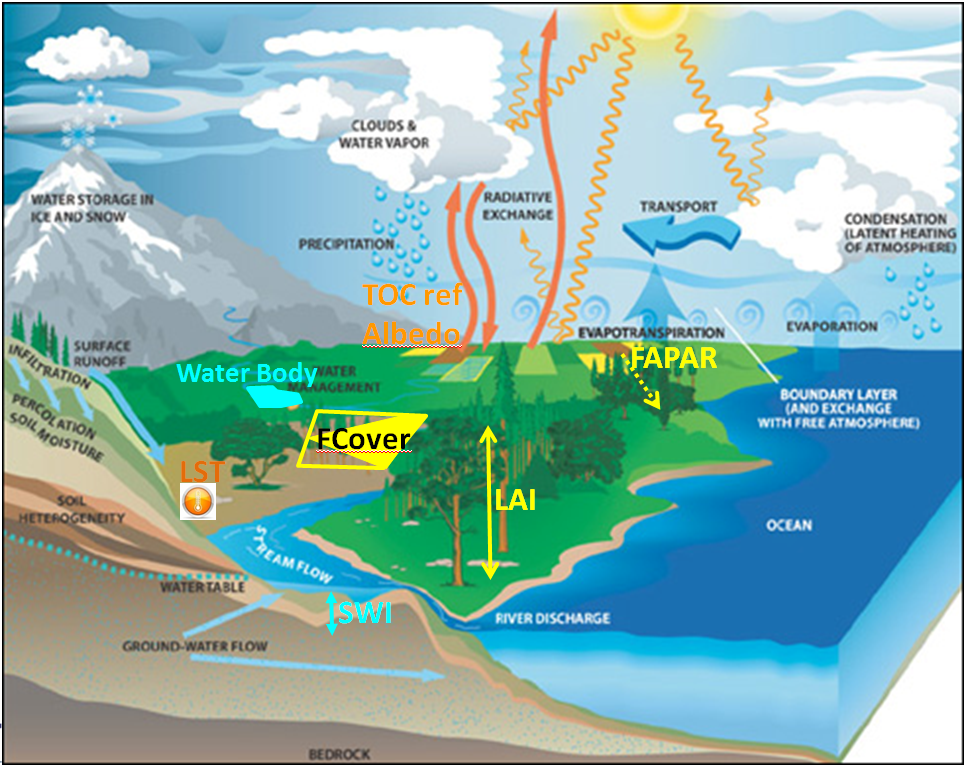 CLOUDS &
WATER VAPOR
WATER STORAGE IN
ICE AND SNOW
RADIATIVE
EXCHANGE
TRANSPORT
CONDENSATION
(LATENT HEATING
OF ATMOSPHERE)
PRECIPITATION
TOC ref
Albedo
EVAPOTRANSPIRATION
EVAPORATION
SURFACE
RUNOFF
INFILTRATION
FAPAR
Water Body
WATER
MANAGEMENT
BOUNDARY LAYER
(AND EXCHANGE
WITH FREE ATMOSPHERE)
PERCOLATION
SOIL MOISTURE
FCover
LST
LAI
SOIL
HETEROGENEITY
OCEAN
STREAM FLOW
WATER TABLE
SWI
RIVER DISCHARGE
GROUND-WATER FLOW
BEDROCK